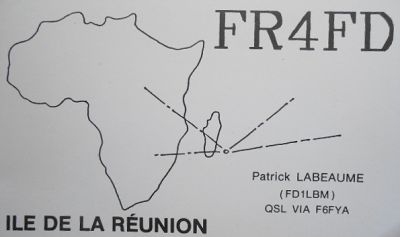 FR4FD
Patrick LABEAUME
(FD1LBM)
QSL VIA F6FYA
ILE DE LA RÉUNION